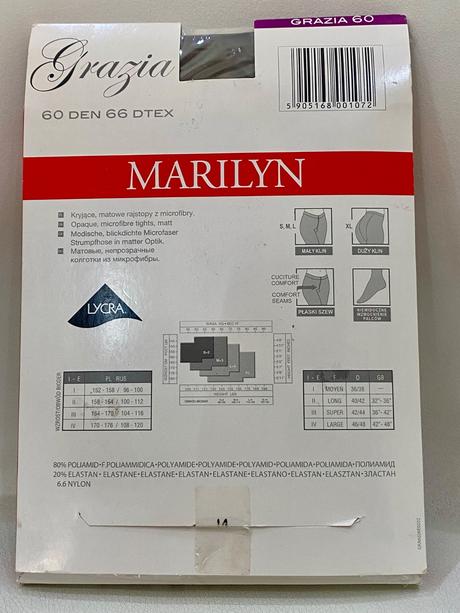 GRAZIA 60
Grazia
60 DEN 66 DTEX
5 905168 001072
MARILYN
Kryjące, matowe rajstopy z microfibry.
Opaque, microfibre tights, matt
Modische, blickdichte Microfaser
Strumpfhose in matter Optik.
Матовые, непрозрачные
колготки из микрофибры.
S, M, L
XL
MAŁY KLIN
DUŻY KLIN
CUCITURE
COMFORT
COMFORT
SEAMS
PŁASKI SZEW
NIEWIDOCZNE
WZMOCNIENIE
PALCÓW
LYCRA
WZROST/OBWÓD BIODER
I - E PL RUS
I 152 - 158 / 96 - 100
II 158 - 164 / 100 - 112
III 164 - 170 / 104 - 116
IV 170 - 176 / 108 - 120
I - E F D GB
I MOYEN 36/38
II LONG 40/42 32"- 36"
III SUPER 42/44 36"- 42"
IV LARGE 46/48 42"- 48"
80% POLIAMID•F.POLIAMMIDICA•POLYAMIDE•POLYAMID•POLYAMID•POLIAMIDA•POLIAMIDA•ПОЛИАМИД
20% ELASTAN•ELASTANE•ELASTANE•ELASTAN•ELASTAN•ELASTANO•ELASTAN•ELASZTAN•ЭЛАСТАН
6.6 NYLON